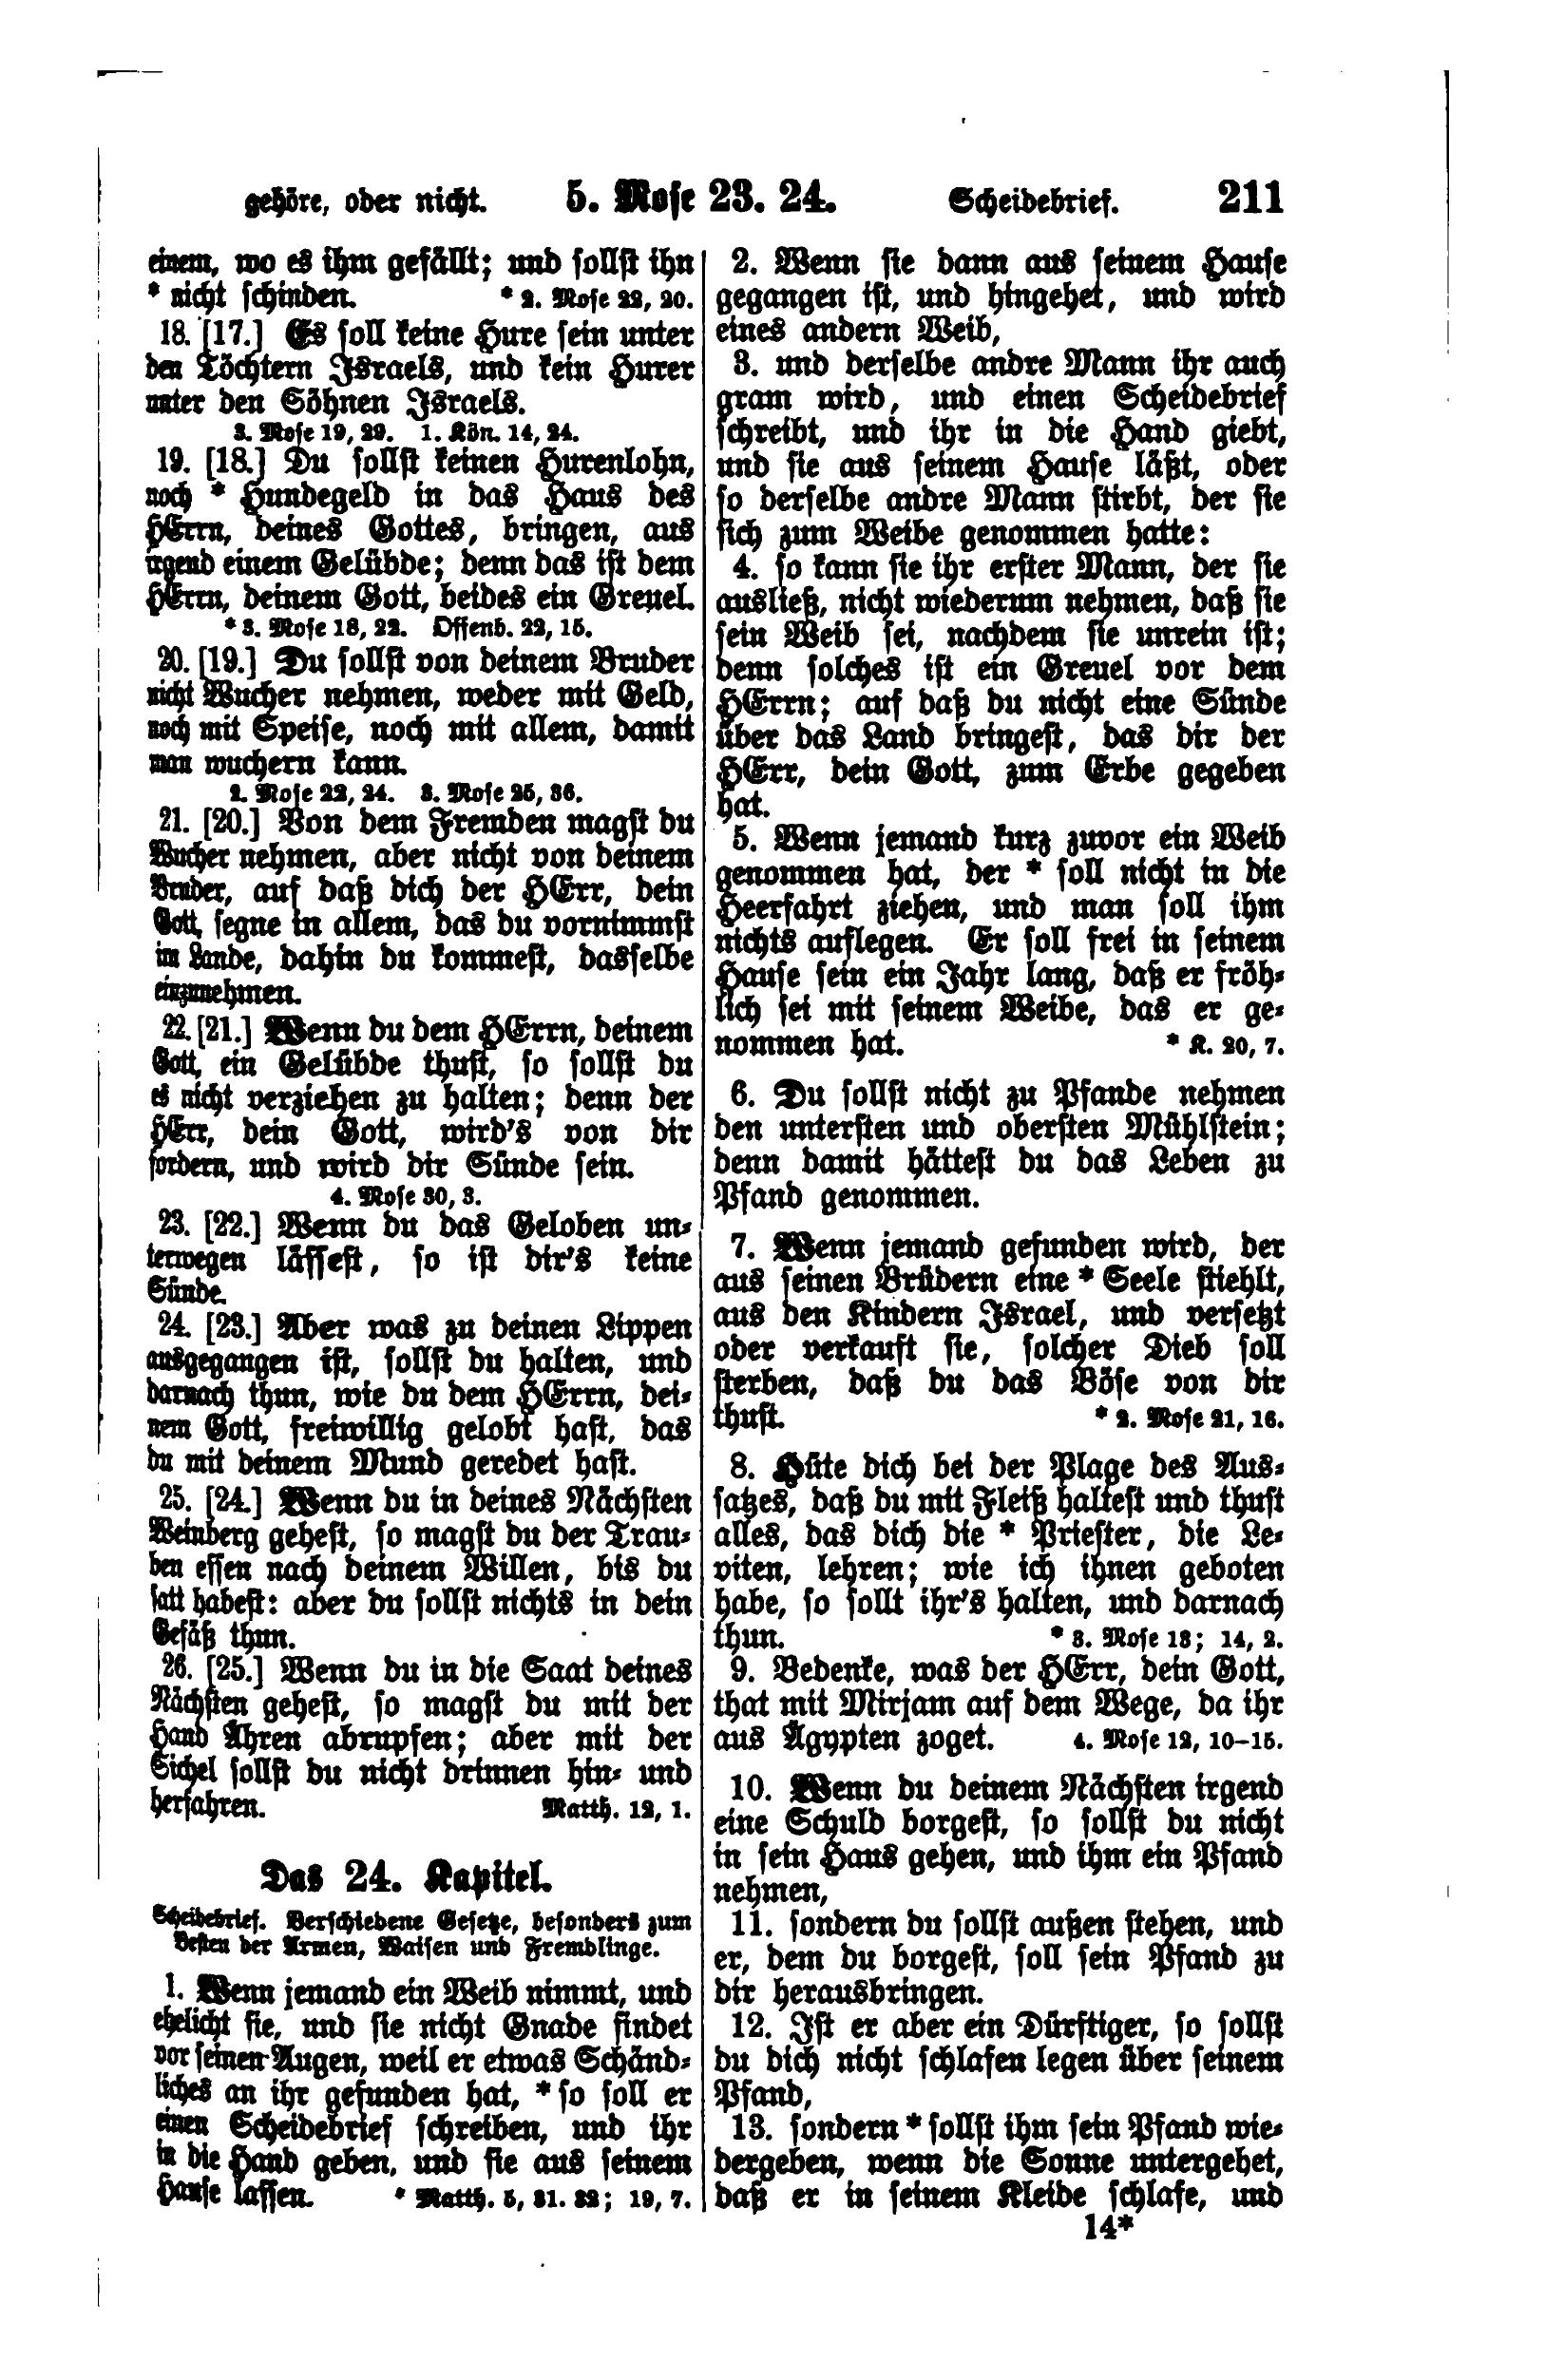 gehöre, oder nicht. 5. Mose 23. 24. Scheidebrief. 211
einem, wo es ihm gefällt; und sollst ihn
* nicht schinden. * 2. Mose 22, 20.
18. [17.] Es soll keine Hure sein unter
den Töchtern Israels, und kein Hurer
unter den Söhnen Israels.
3. Mose 19, 29. 1. Kön. 14, 24.
19. [18.] Du sollst keinen Hurenlohn,
noch * Hundegeld in das Haus des
HErrn, deines Gottes, bringen, aus
irgend einem Gelübde; denn das ist dem
HErrn, deinem Gott, beides ein Greuel.
* 3. Mose 18, 22. Offenb. 22, 15.
20. [19.] Du sollst von deinem Bruder
nicht Wucher nehmen, weder mit Geld,
noch mit Speise, noch mit allem, damit
man wuchern kann.
2. Mose 22, 24. 3. Mose 25, 36.
21. [20.] Von dem Fremden magst du
Wucher nehmen, aber nicht von deinem
Bruder, auf daß dich der HErr, dein
Gott, segne in allem, das du vornimmst
im Lande, dahin du kommest, dasselbe
einzunehmen.
22. [21.] Wenn du dem HErrn, deinem
Gott, ein Gelübde thust, so sollst du
es nicht verziehen zu halten; denn der
HErr, dein Gott, wird's von dir
fordern, und wird dir Sünde sein.
4. Mose 30, 3.
23. [22.] Wenn du das Geloben un-
terwegen lässest, so ist dir's keine
Sünde.
24. [23.] Aber was zu deinen Lippen
ausgegangen ist, sollst du halten, und
darnach thun, wie du dem HErrn, dei-
nem Gott, freiwillig gelobt hast, das
du mit deinem Mund geredet hast.
25. [24.] Wenn du in deines Nächsten
Weinberg gehest, so magst du der Trau-
ben essen nach deinem Willen, bis du
satt habest: aber du sollst nichts in dein
Gefäß thun.
26. [25.] Wenn du in die Saat deines
Nächsten gehest, so magst du mit der
Hand Ähren abrupfen; aber mit der
Sichel sollst du nicht drinnen hin- und
herfahren. Matth. 12, 1.
Das 24. Kapitel.
Scheidebrief. Verschiedene Gesetze, besonders zum
Besten der Armen, Waisen und Fremdlinge.
1. Wenn jemand ein Weib nimmt, und
ehelicht sie, und sie nicht Gnade findet
vor seinen Augen, weil er etwas Schänd-
liches an ihr gefunden hat, * so soll er
einen Scheidebrief schreiben, und ihr
in die Hand geben, und sie aus seinem
Hause lassen. * Matth. 5, 31. 32; 19, 7.
2. Wenn sie dann aus seinem Hause
gegangen ist, und hingehet, und wird
eines andern Weib,
3. und derselbe andre Mann ihr auch
gram wird, und einen Scheidebrief
schreibt, und ihr in die Hand giebt,
und sie aus seinem Hause läßt, oder
so derselbe andre Mann stirbt, der sie
sich zum Weibe genommen hatte:
4. so kann sie ihr erster Mann, der sie
ausließ, nicht wiederum nehmen, daß sie
sein Weib sei, nachdem sie unrein ist;
denn solches ist ein Greuel vor dem
HErrn; auf daß du nicht eine Sünde
über das Land bringest, das dir der
HErr, dein Gott, zum Erbe gegeben
hat.
5. Wenn jemand kurz zuvor ein Weib
genommen hat, der * soll nicht in die
Heerfahrt ziehen, und man soll ihm
nichts auflegen. Er soll frei in seinem
Hause sein ein Jahr lang, daß er fröh-
lich sei mit seinem Weibe, das er ge-
nommen hat. * K. 20, 7.
6. Du sollst nicht zu Pfande nehmen
den untersten und obersten Mühlstein;
denn damit hättest du das Leben zu
Pfand genommen.
7. Wenn jemand gefunden wird, der
aus seinen Brüdern eine * Seele stiehlt,
aus den Kindern Israel, und versetzt
oder verkauft sie, solcher Dieb soll
sterben, daß du das Böse von dir
thust. * 2. Mose 21, 16.
8. Hüte dich bei der Plage des Aus-
satzes, daß du mit Fleiß haltest und thust
alles, das dich die * Priester, die Le-
viten, lehren; wie ich ihnen geboten
habe, so sollt ihr's halten, und darnach
thun. * 3. Mose 13; 14, 2.
9. Bedenke, was der HErr, dein Gott,
that mit Mirjam auf dem Wege, da ihr
aus Ägypten zoget. 4. Mose 12, 10–15.
10. Wenn du deinem Nächsten irgend
eine Schuld borgest, so sollst du nicht
in sein Haus gehen, und ihm ein Pfand
nehmen,
11. sondern du sollst außen stehen, und
er, dem du borgest, soll sein Pfand zu
dir herausbringen.
12. Ist er aber ein Dürftiger, so sollst
du dich nicht schlafen legen über seinem
Pfand,
13. sondern * sollst ihm sein Pfand wie-
dergeben, wenn die Sonne untergehet,
daß er in seinem Kleide schlafe, und
14*